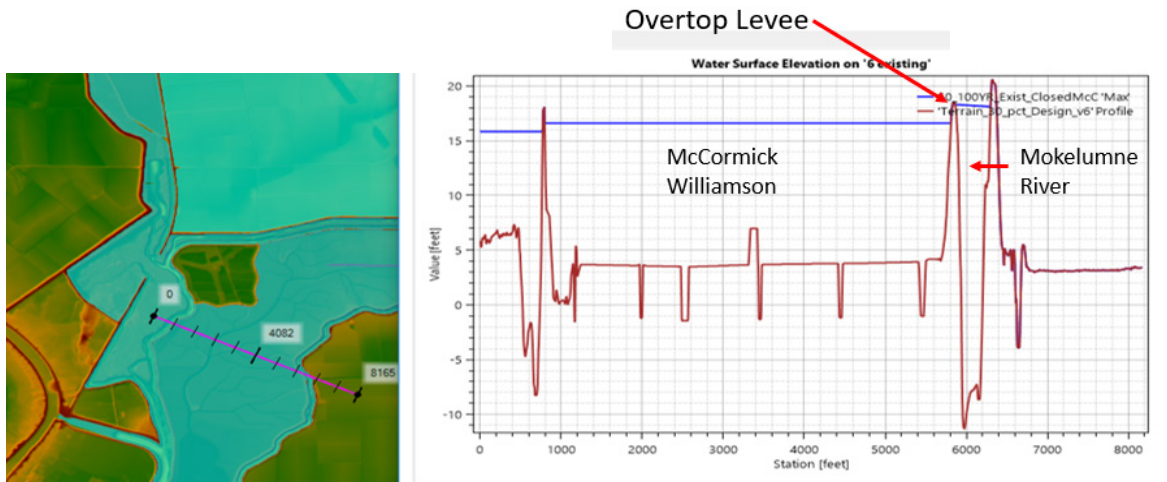 Overtop Levee
Water Surface Elevation on '6 existing'
0
4082
8165
Value [feet]
20
15
10
5
0
-5
-10
100YR_Exist_ClosedMcC 'Max'
'Terrain_30_pct_Design_v6' Profile
McCormick
Williamson
Mokelumne
River
0
1000
2000
3000
4000
5000
6000
7000
8000
Station [feet]